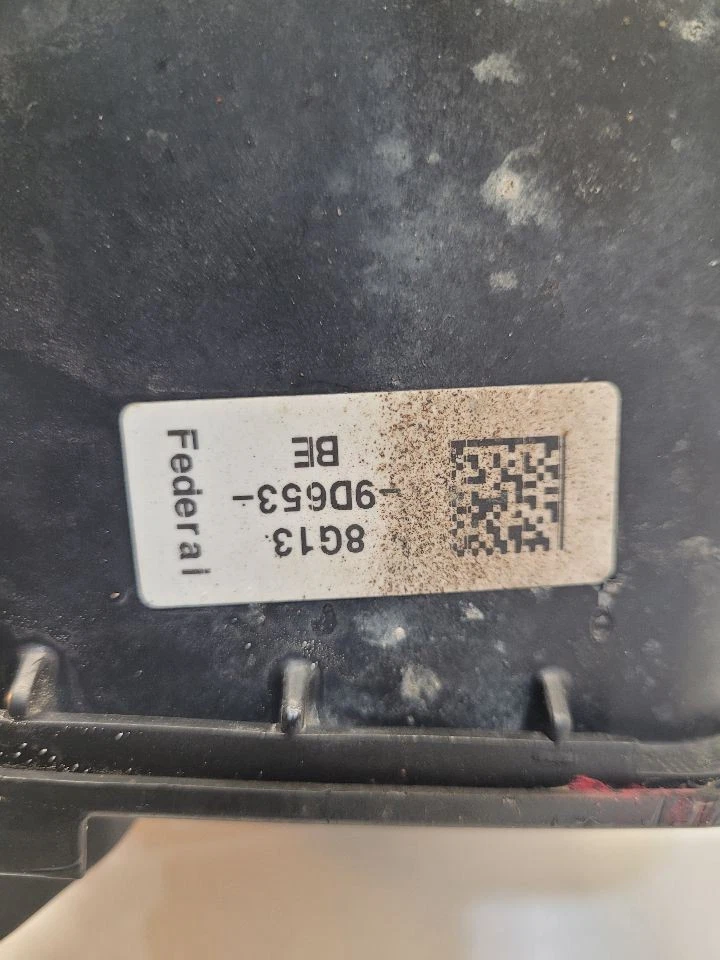 8G13
-9D653-
BE
Federal